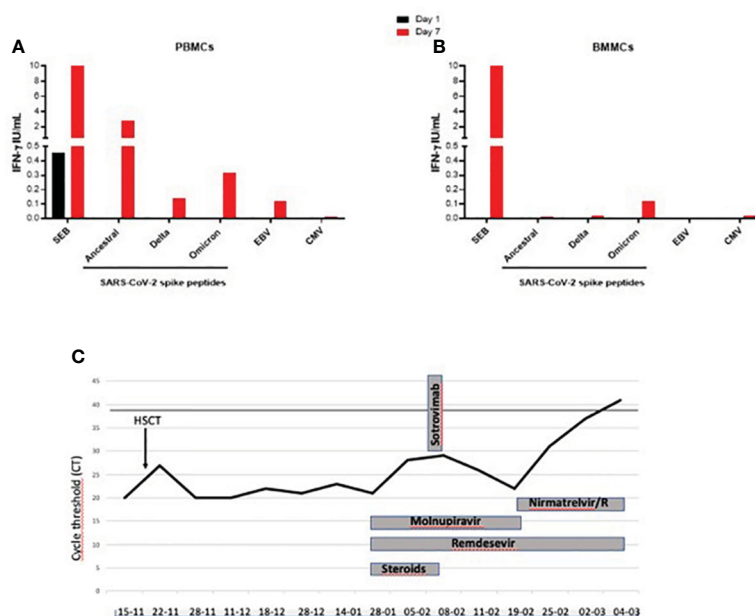 Day 1
Day 7
A
PBMCs
IFN-γ IU/mL
10
8
6
4
2
0.5
0.4
0.3
0.2
0.1
0.0
SEB
Ancestral
Delta
Omicron
EBV
CMV
SARS-CoV-2 spike peptides
B
BMMCs
IFN-γ IU/mL
10
8
6
4
2
0.5
0.4
0.3
0.2
0.1
0.0
SEB
Ancestral
Delta
Omicron
EBV
CMV
SARS-CoV-2 spike peptides
C
Cycle threshold (CT)
45
40
35
30
25
20
15
10
5
0
HSCT
Sotrovimab
Nirmatrelvir/R
Molnupiravir
Remdesevir
Steroids
15-11 22-11 28-11 11-12 18-12 28-12 14-01 28-01 05-02 08-02 11-02 19-02 25-02 02-03 04-03